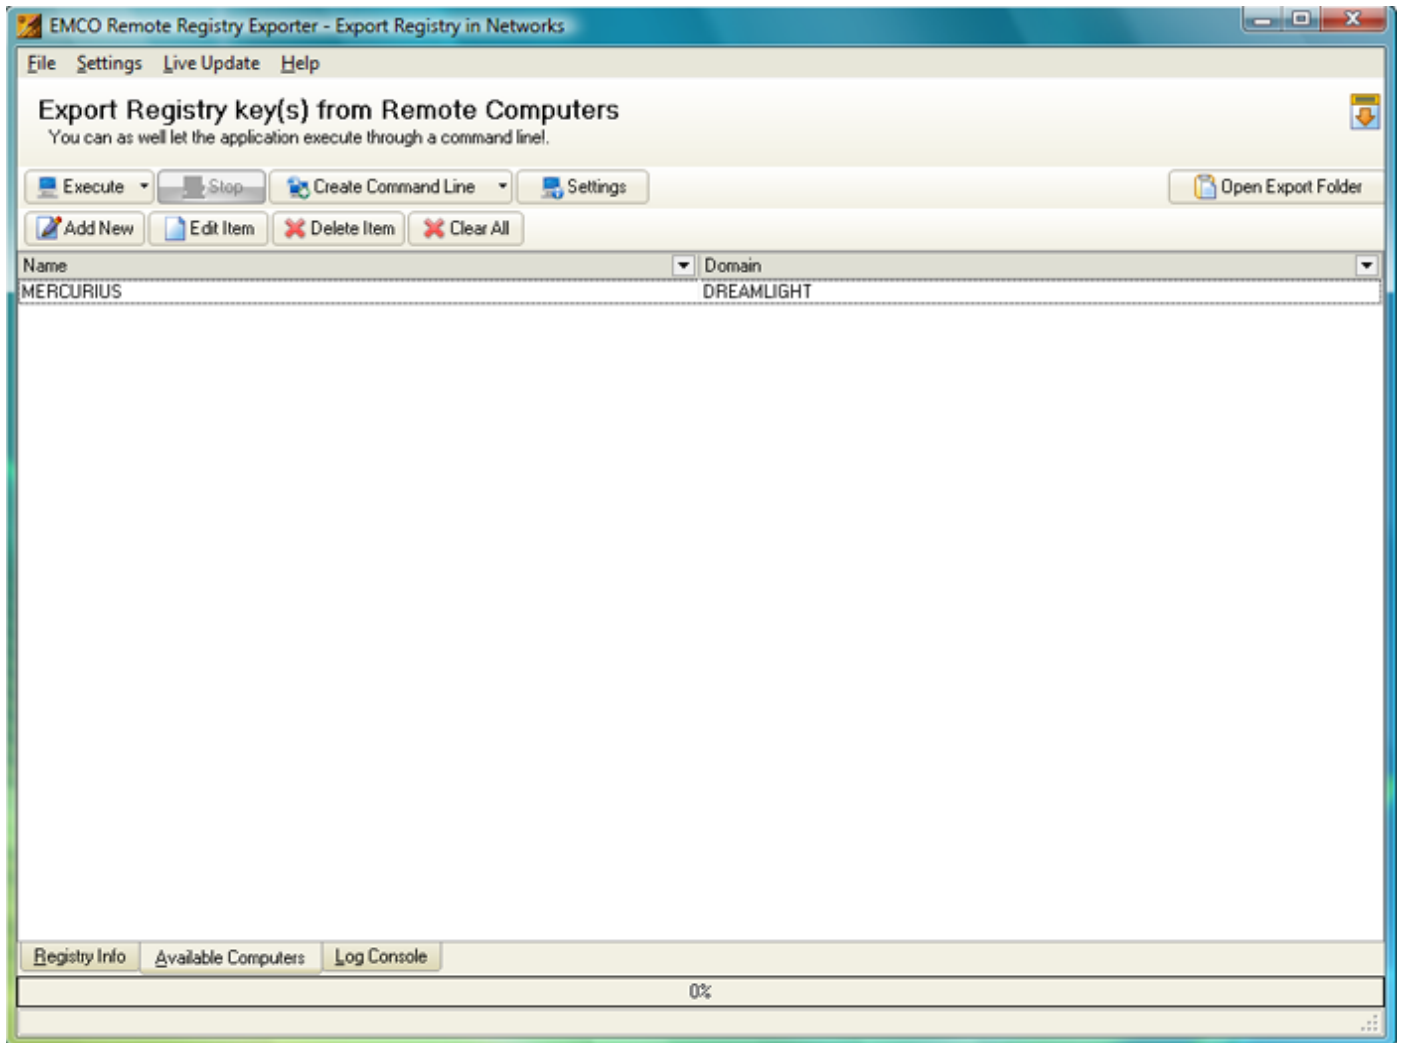 EMCO Remote Registry Exporter - Export Registry in Networks
File Settings Live Update Help
Export Registry key(s) from Remote Computers
You can as well let the application execute through a command line!.
Execute Stop Create Command Line Settings Open Export Folder
Add New Edit Item Delete Item Clear All
Name Domain
MERCURIUS DREAMLIGHT
Registry Info Available Computers Log Console
0%